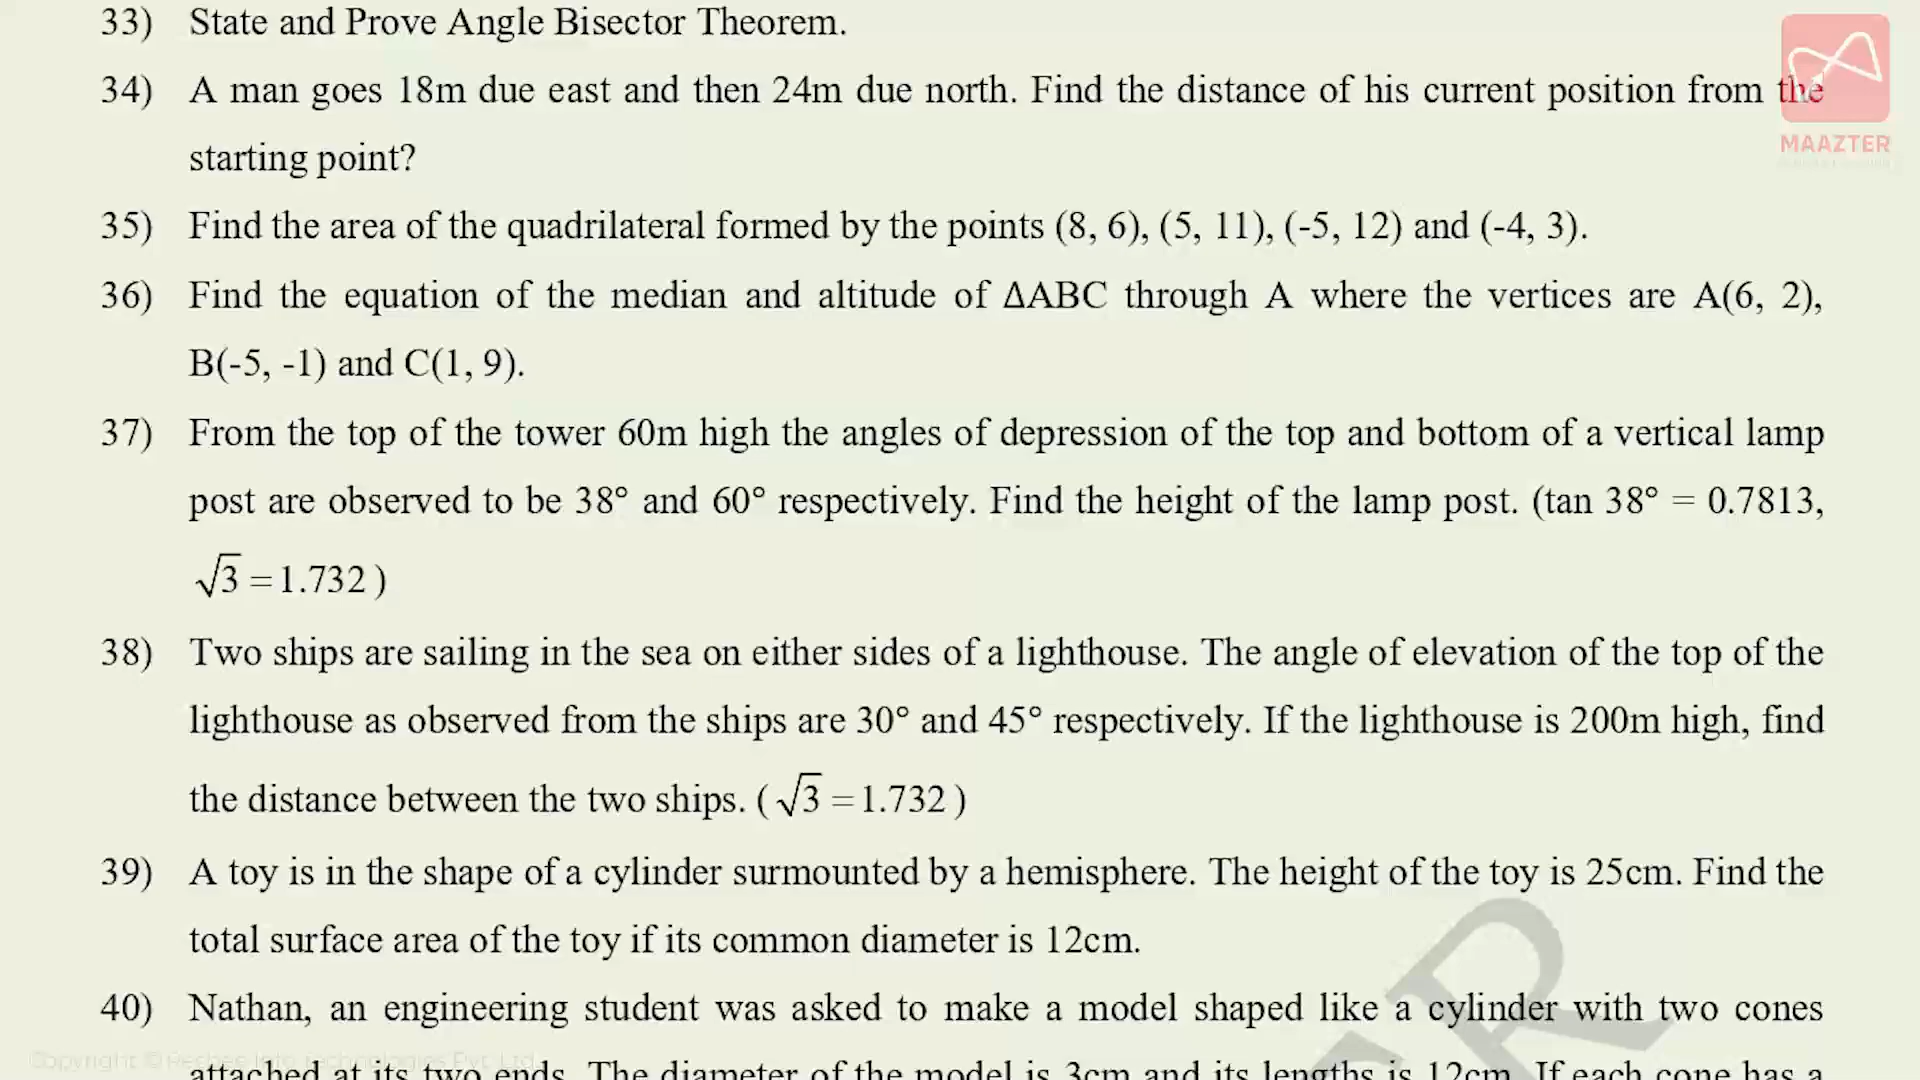 33) State and Prove Angle Bisector Theorem.
34) A man goes 18m due east and then 24m due north. Find the distance of his current position from the
starting point?
35) Find the area of the quadrilateral formed by the points (8, 6), (5, 11), (-5, 12) and (-4, 3).
36) Find the equation of the median and altitude of ΔABC through A where the vertices are A(6, 2),
B(-5, -1) and C(1, 9).
37) From the top of the tower 60m high the angles of depression of the top and bottom of a vertical lamp
post are observed to be 38° and 60° respectively. Find the height of the lamp post. (tan 38° = 0.7813,
√3 = 1.732 )
38) Two ships are sailing in the sea on either sides of a lighthouse. The angle of elevation of the top of the
lighthouse as observed from the ships are 30° and 45° respectively. If the lighthouse is 200m high, find
the distance between the two ships. ( √3 = 1.732 )
39) A toy is in the shape of a cylinder surmounted by a hemisphere. The height of the toy is 25cm. Find the
total surface area of the toy if its common diameter is 12cm.
40) Nathan, an engineering student was asked to make a model shaped like a cylinder with two cones
attached at its two ends. The diameter of the model is 3cm and its lengths is 12cm. If each cone has a
MAAZTER
Copyright © Pechee Info Technologies Pvt. Ltd.